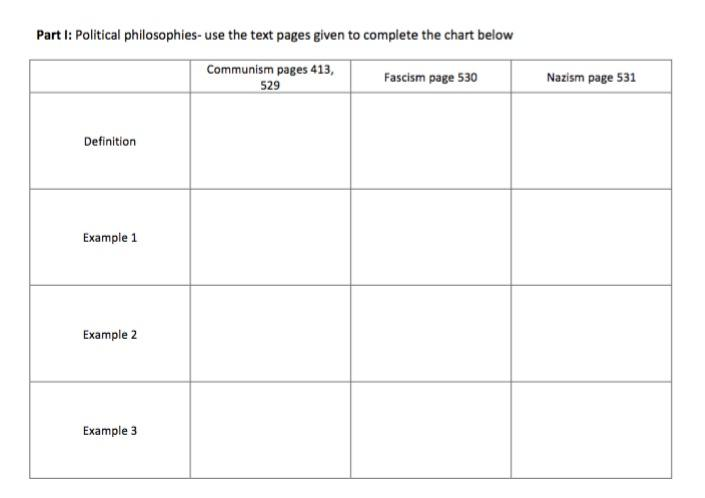 Part I: Political philosophies- use the text pages given to complete the chart below
Communism pages 413,
529
Fascism page 530
Nazism page 531
Definition
Example 1
Example 2
Example 3